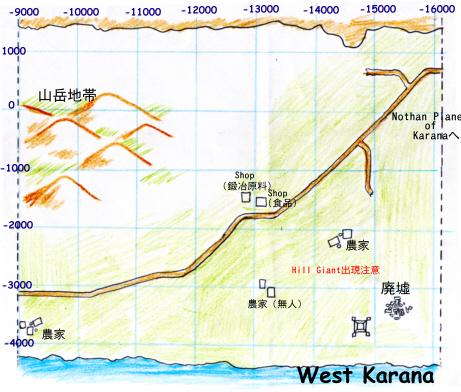 -9000 -10000 -11000 -12000 -13000 -14000 -15000 -16000
1000
山岳地帯
0
Nothan Plane
of
Karanaへ
-1000
Shop
(鍛冶原料)
Shop
(食品)
-2000
農家
Hill Giant出現注意
-3000
廃墟
農家（無人）
農家
-4000
West Karana